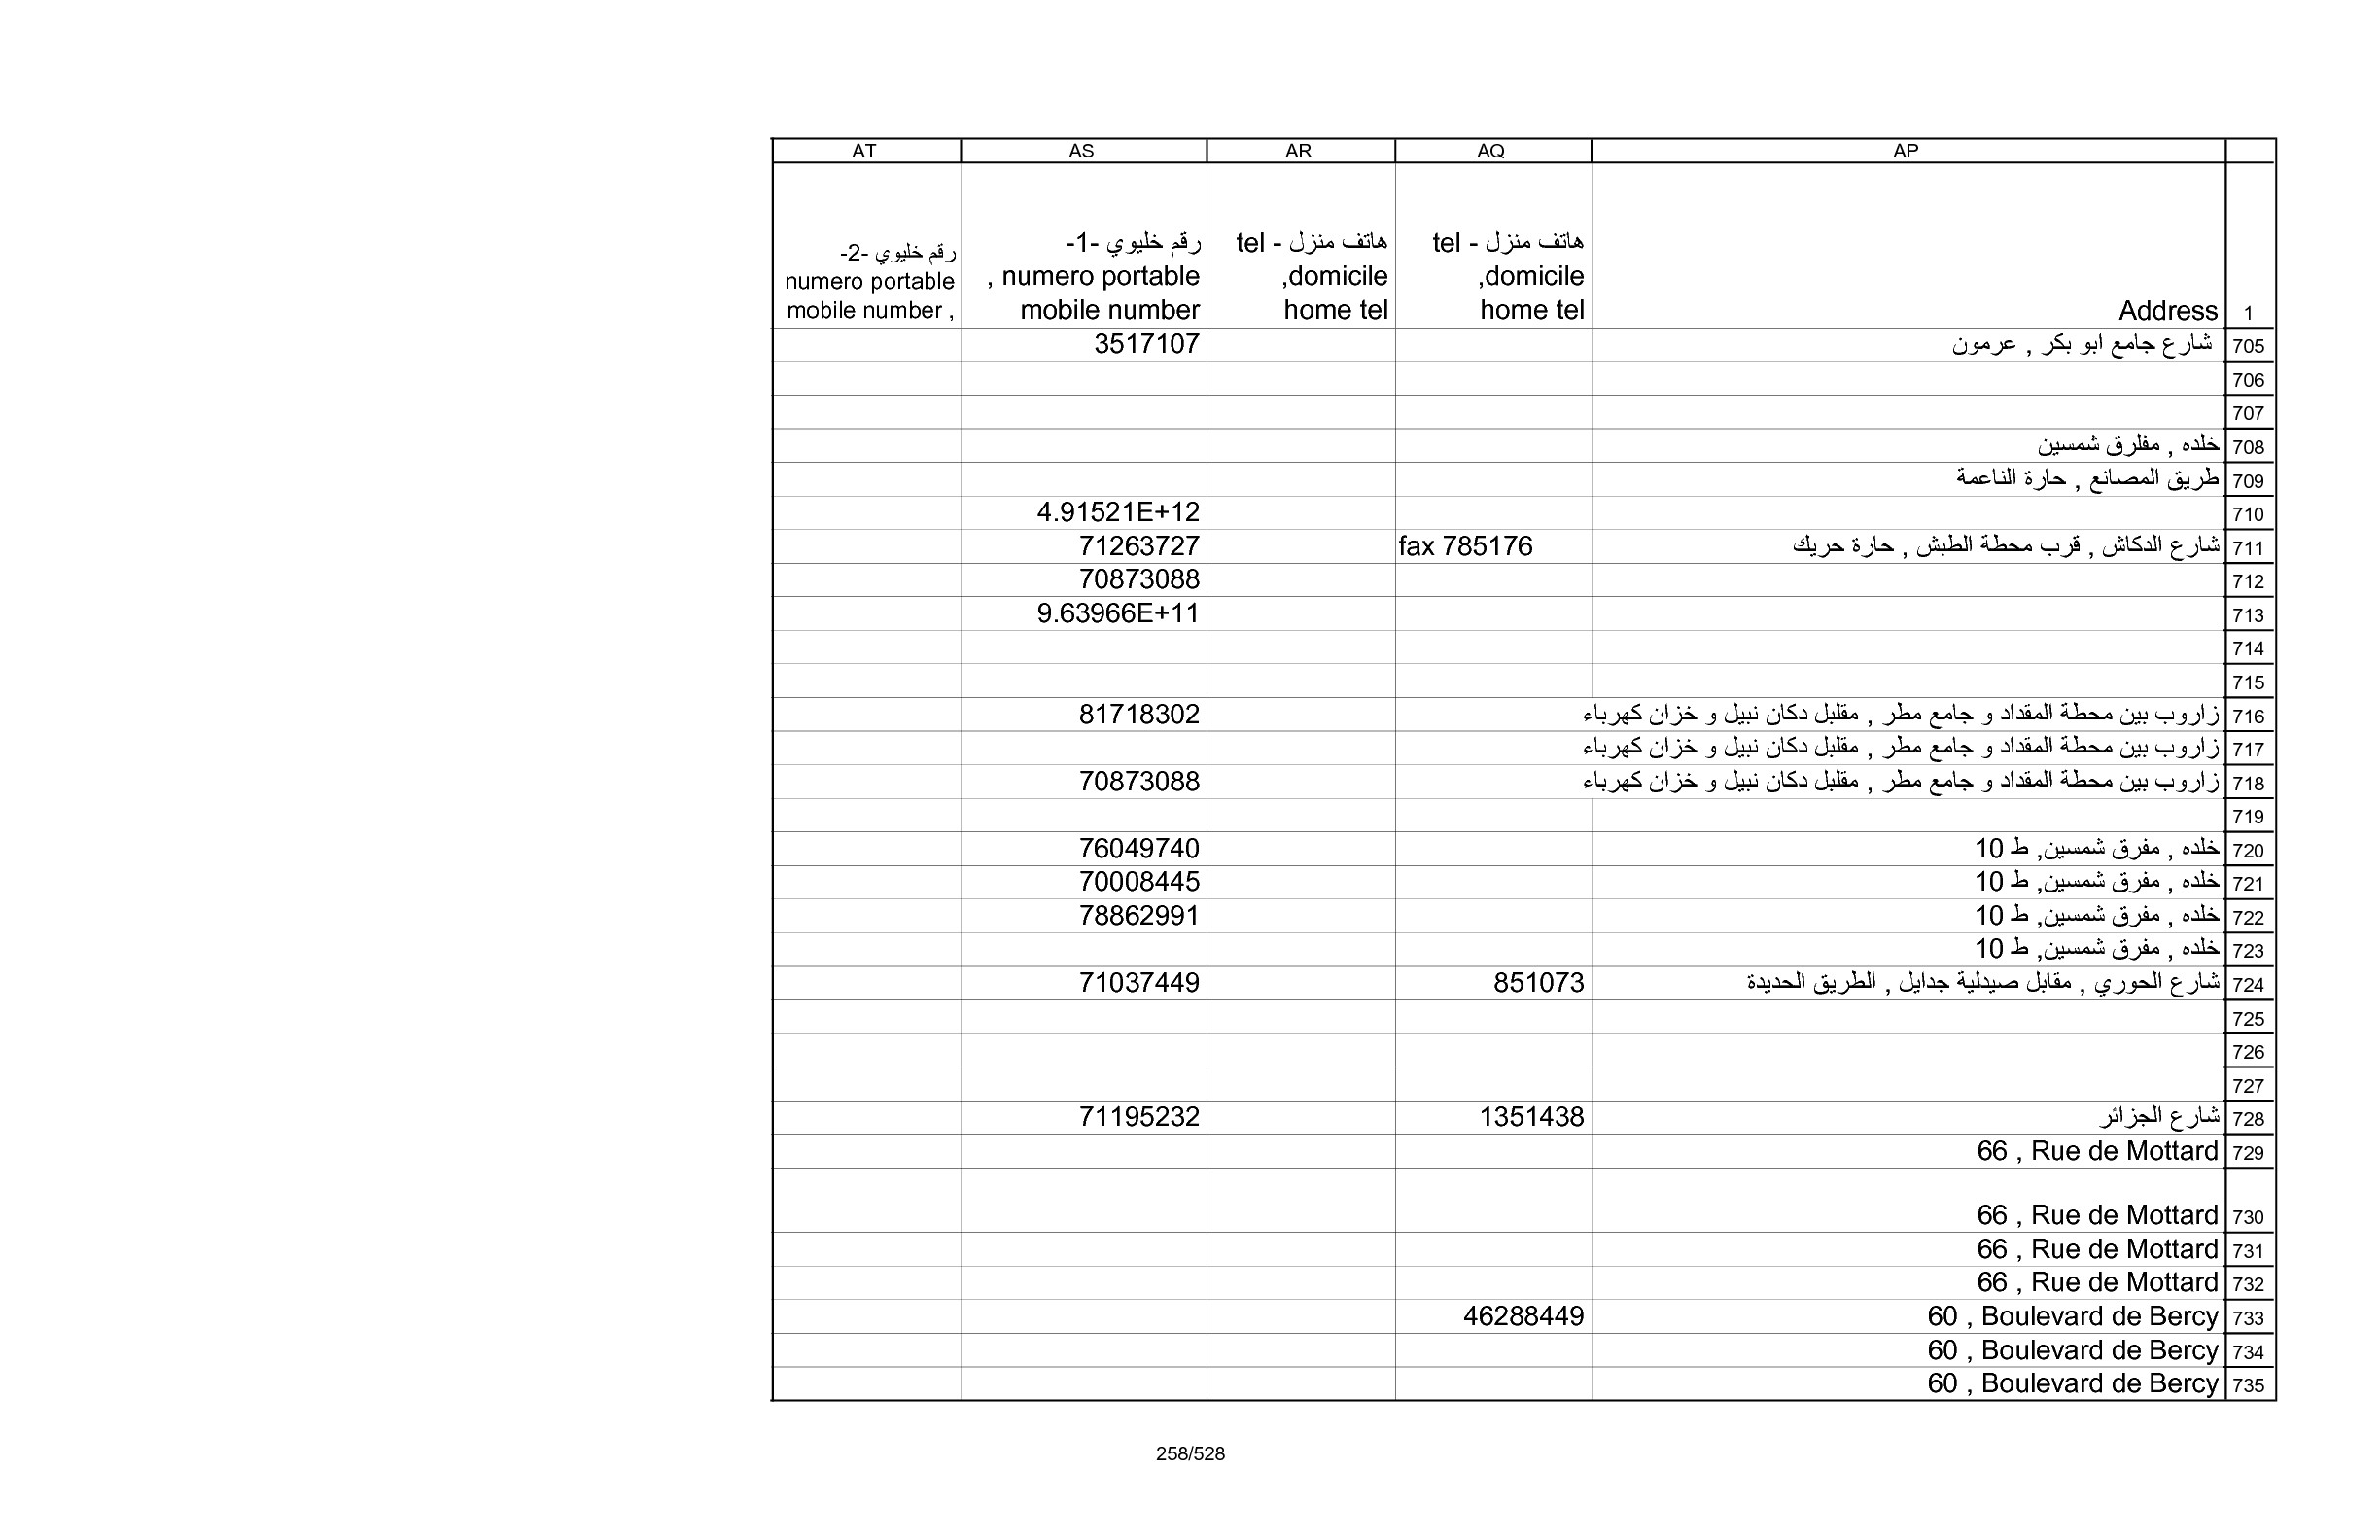 AP AQ AR AS AT
1 Address هاتف منزل - tel domicile, home tel هاتف منزل - tel domicile, home tel رقم خليوي -1- numero portable , mobile number رقم خليوي -2- numero portable mobile number ,
705 شارع جامع ابو بكر , عرمون 3517107
706
707
708 خلده , مفلرق شمسين
709 طريق المصانع , حارة الناعمة
710 4.91521E+12
711 شارع الدكاش , قرب محطة الطبش , حارة حريك fax 785176 71263727
712 70873088
713 9.63966E+11
714
715
716 زاروب بين محطة المقداد و جامع مطر , مقلبل دكان نبيل و خزان كهرباء 81718302
717 زاروب بين محطة المقداد و جامع مطر , مقلبل دكان نبيل و خزان كهرباء
718 زاروب بين محطة المقداد و جامع مطر , مقلبل دكان نبيل و خزان كهرباء 70873088
719
720 خلده , مفرق شمسين, ط 10 76049740
721 خلده , مفرق شمسين, ط 10 70008445
722 خلده , مفرق شمسين, ط 10 78862991
723 خلده , مفرق شمسين, ط 10
724 شارع الحوري , مقابل صيدلية جدايل , الطريق الحديدة 851073 71037449
725
726
727
728 شارع الجزائر 1351438 71195232
729 66 , Rue de Mottard
730 66 , Rue de Mottard
731 66 , Rue de Mottard
732 66 , Rue de Mottard
733 60 , Boulevard de Bercy 46288449
734 60 , Boulevard de Bercy
735 60 , Boulevard de Bercy
258/528